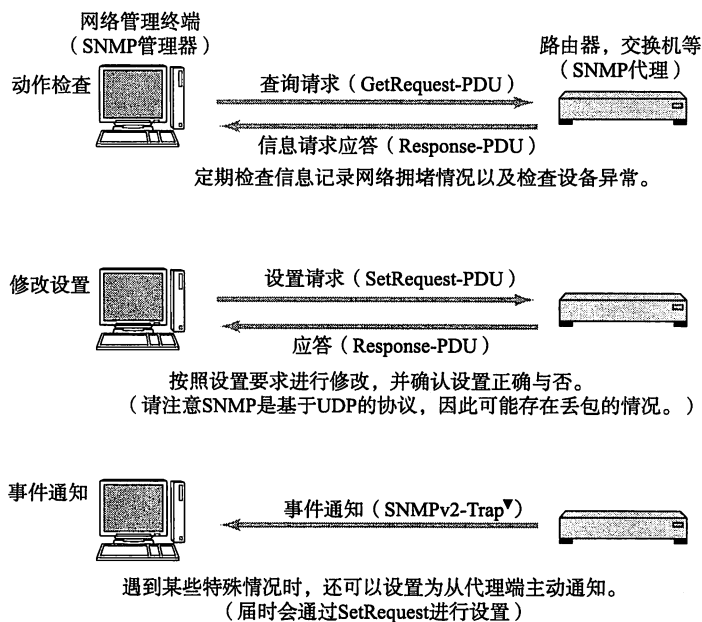 网络管理终端
（SNMP管理器）
路由器，交换机等
（SNMP代理）
动作检查
查询请求（GetRequest-PDU）
信息请求应答（Response-PDU）
定期检查信息记录网络拥堵情况以及检查设备异常。
修改设置
设置请求（SetRequest-PDU）
应答（Response-PDU）
按照设置要求进行修改，并确认设置正确与否。
（请注意SNMP是基于UDP的协议，因此可能存在丢包的情况。）
事件通知
事件通知（SNMPv2-Trap▼）
遇到某些特殊情况时，还可以设置为从代理端主动通知。
（届时会通过SetRequest进行设置）